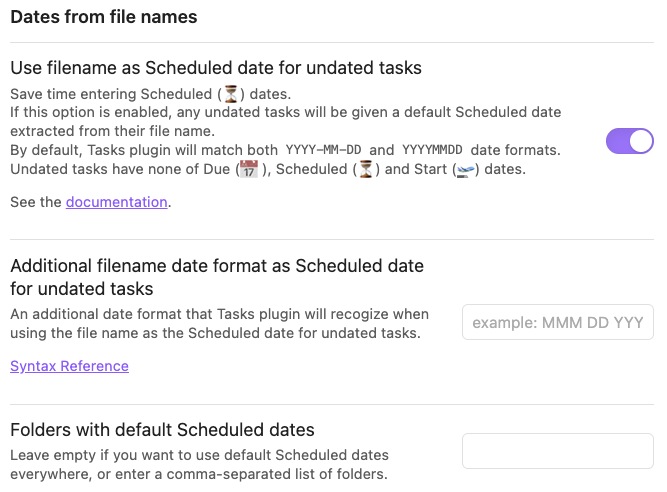 Dates from file names
Use filename as Scheduled date for undated tasks
Save time entering Scheduled (⏳) dates.
If this option is enabled, any undated tasks will be given a default Scheduled date
extracted from their file name.
By default, Tasks plugin will match both YYYY-MM-DD and YYYYMMDD date formats.
Undated tasks have none of Due (📅 ), Scheduled (⏳) and Start (🛫) dates.
See the documentation.
Additional filename date format as Scheduled date
for undated tasks
An additional date format that Tasks plugin will recogize when
using the file name as the Scheduled date for undated tasks.
example: MMM DD YYY
Syntax Reference
Folders with default Scheduled dates
Leave empty if you want to use default Scheduled dates
everywhere, or enter a comma-separated list of folders.